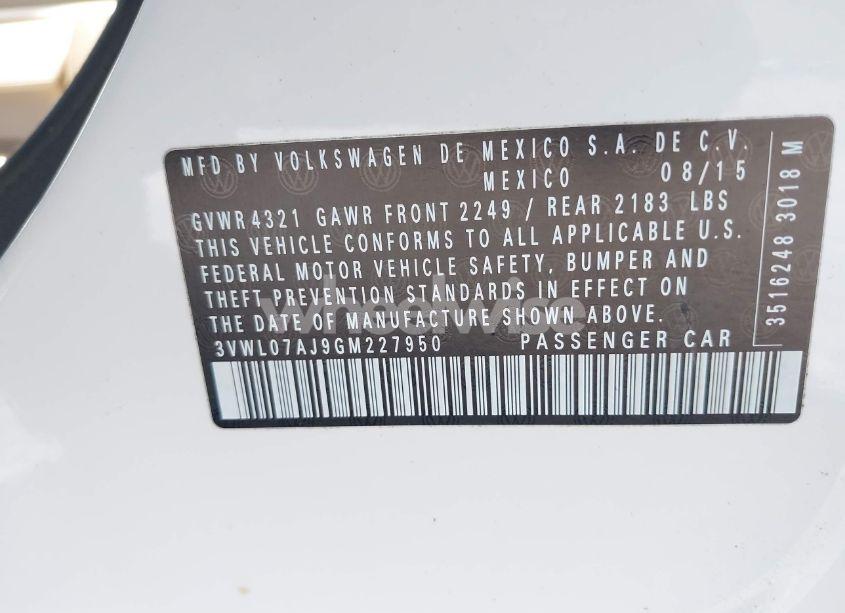 MFD BY VOLKSWAGEN DE MEXICO S.A. DE C.V.
MEXICO 08/15
GVWR 4321 GAWR FRONT 2249 / REAR 2183 LBS
THIS VEHICLE CONFORMS TO ALL APPLICABLE U.S.
FEDERAL MOTOR VEHICLE SAFETY, BUMPER AND
THEFT PREVENTION STANDARDS IN EFFECT ON
THE DATE OF MANUFACTURE SHOWN ABOVE.
3VWL07AJ9GM227950 PASSENGER CAR
3516248 3018 M
wheelwise